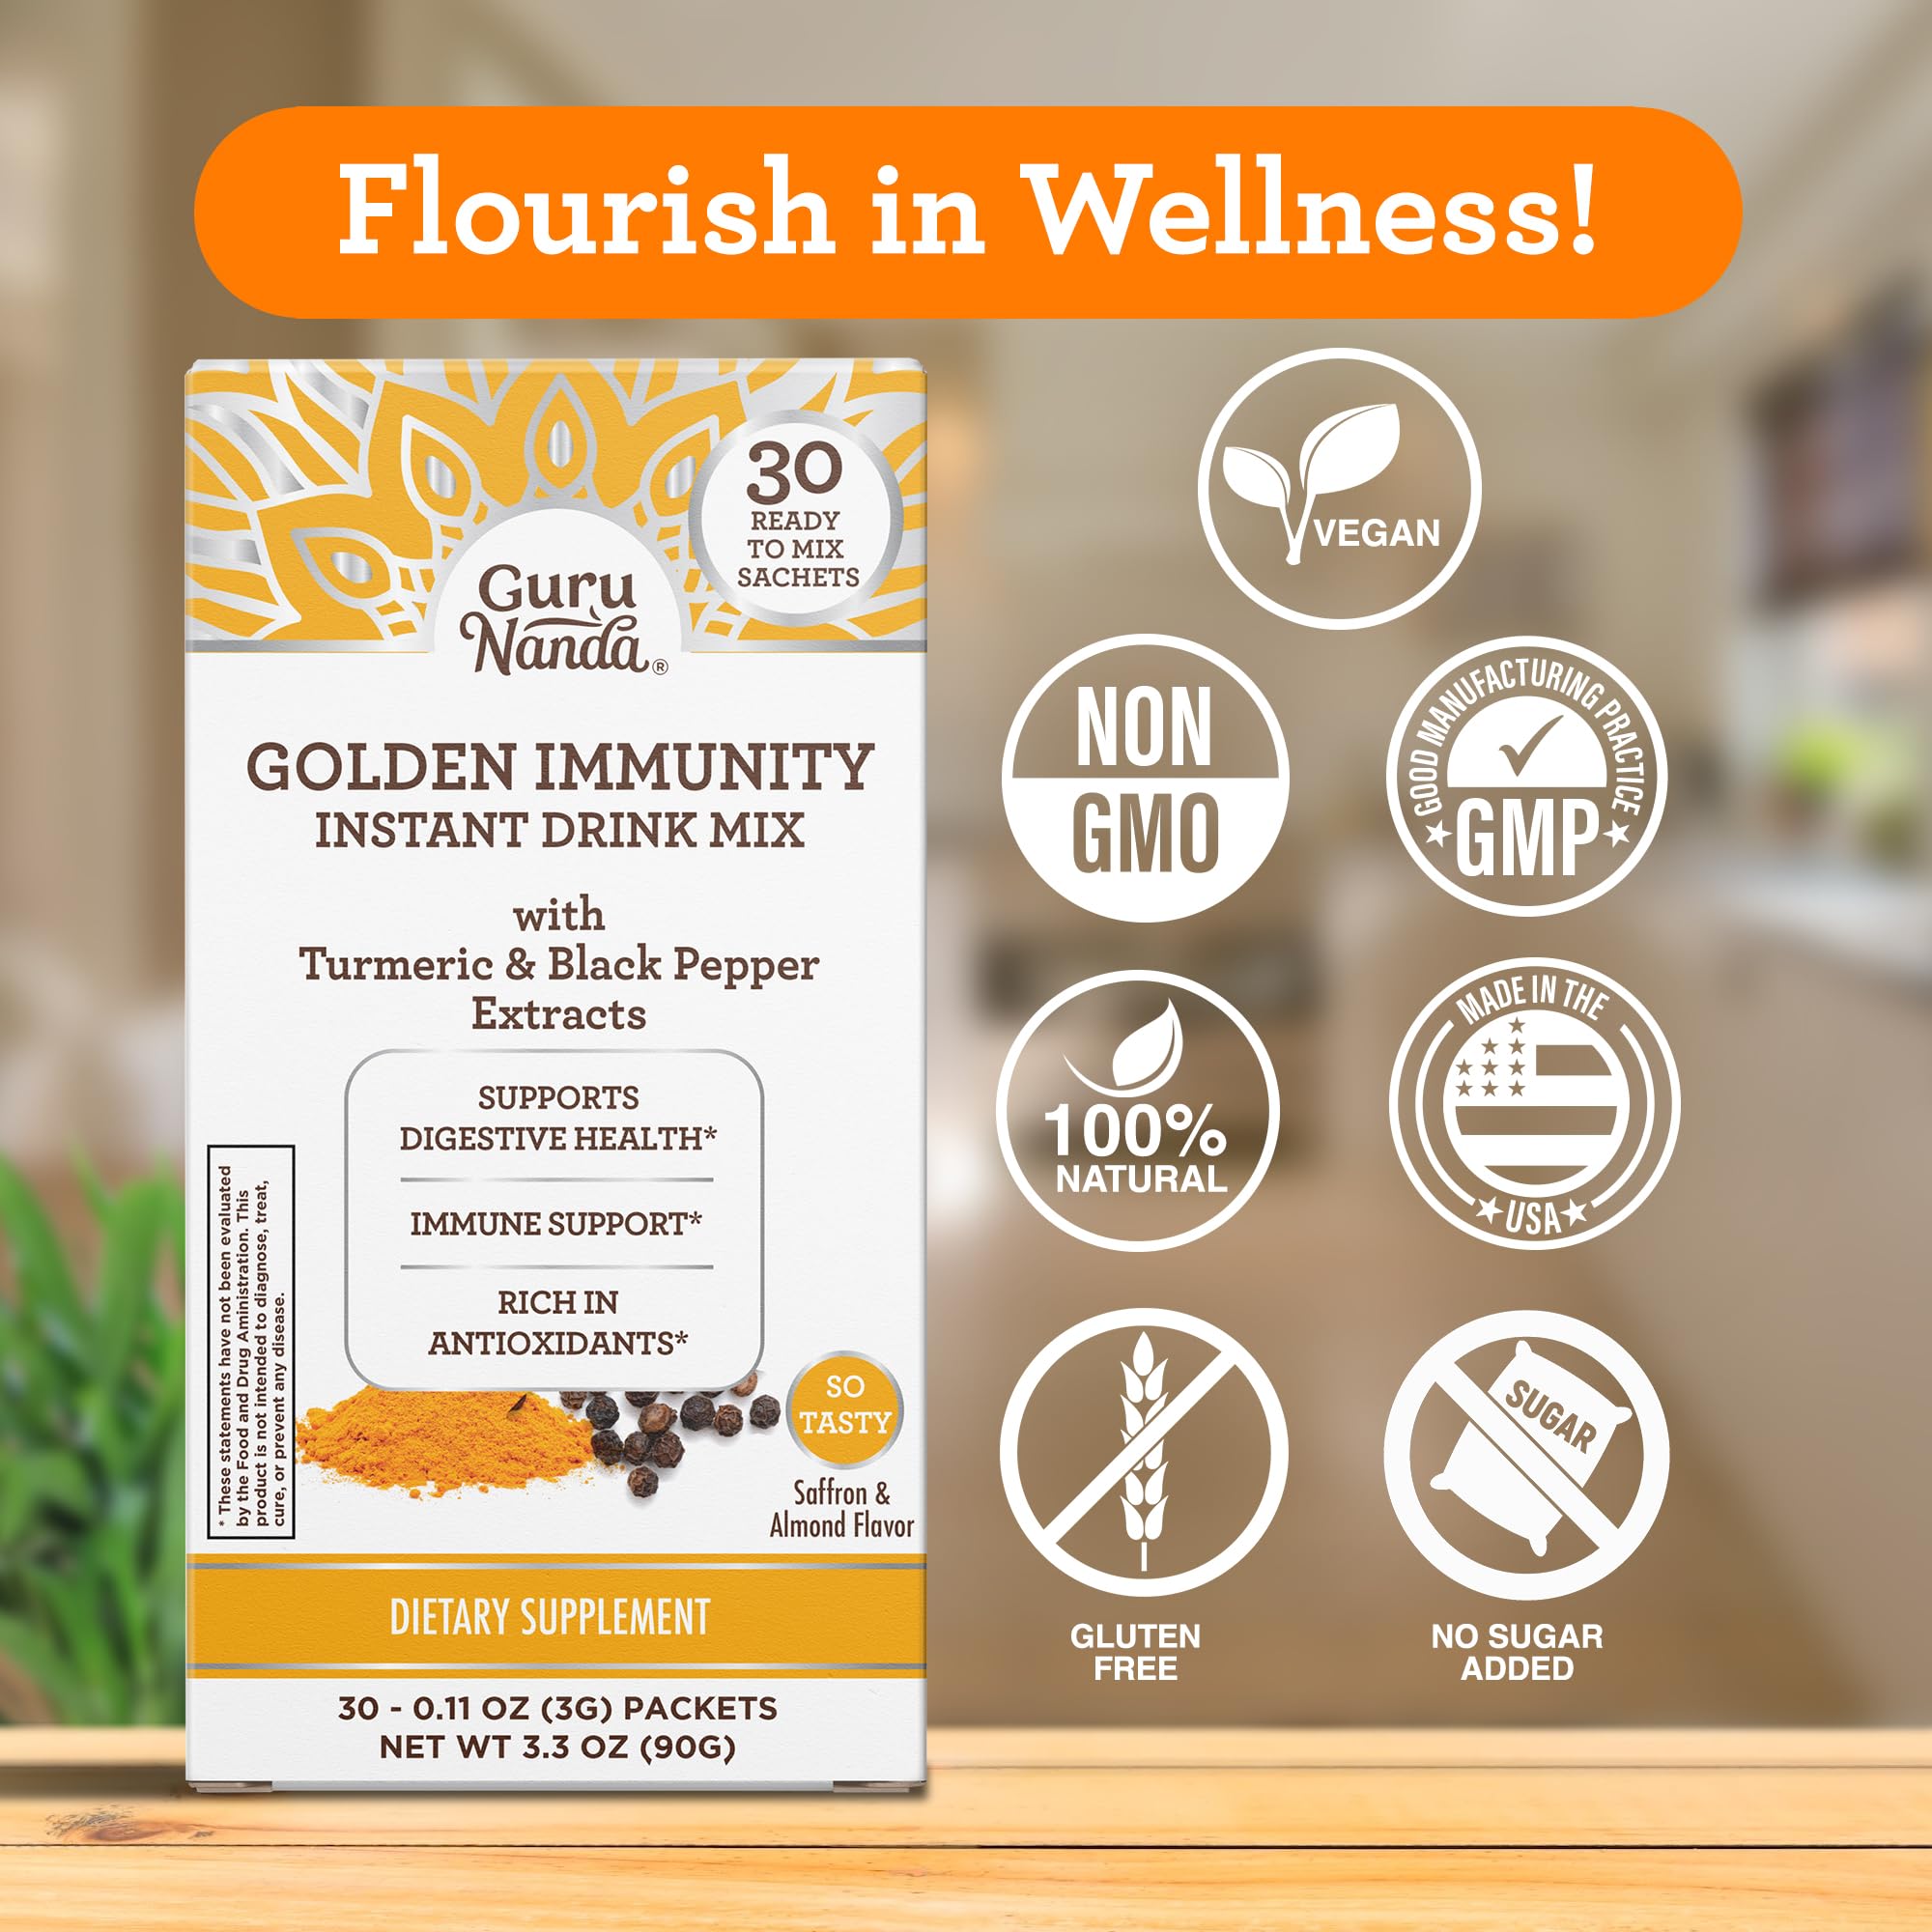 Flourish in Wellness!
30
READY
TO MIX
SACHETS
Guru
Nanda®
GOLDEN IMMUNITY
INSTANT DRINK MIX
with
Turmeric & Black Pepper
Extracts
SUPPORTS
DIGESTIVE HEALTH*
IMMUNE SUPPORT*
RICH IN
ANTIOXIDANTS*
* These statements have not been evaluated
by the Food and Drug Aministration. This
product is not intended to diagnose, treat,
cure, or prevent any disease.
SO
TASTY
Saffron &
Almond Flavor
DIETARY SUPPLEMENT
30 - 0.11 OZ (3G) PACKETS
NET WT 3.3 OZ (90G)
VEGAN
NON
GMO
GOOD MANUFACTURING PRACTICE
GMP
100%
NATURAL
MADE IN THE
USA
GLUTEN
FREE
SUGAR
NO SUGAR
ADDED